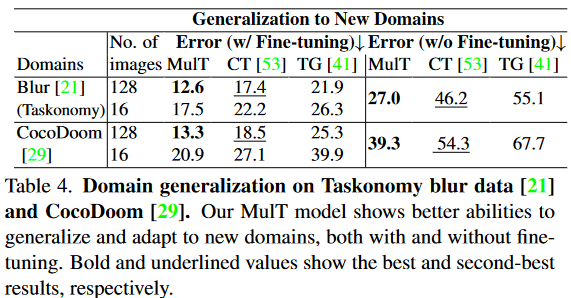 Generalization to New Domains
No. of Error (w/ Fine-tuning)↓ Error (w/o Fine-tuning)↓
Domains images MulT CT [53] TG [41] MulT CT [53] TG [41]
Blur [21] 128 12.6 17.4 21.9
27.0 46.2 55.1
(Taskonomy) 16 17.5 22.2 26.3
CocoDoom 128 13.3 18.5 25.3
39.3 54.3 67.7
[29] 16 20.9 27.1 39.9
Table 4. Domain generalization on Taskonomy blur data [21]
and CocoDoom [29]. Our MulT model shows better abilities to
generalize and adapt to new domains, both with and without fine-
tuning. Bold and underlined values show the best and second-best
results, respectively.